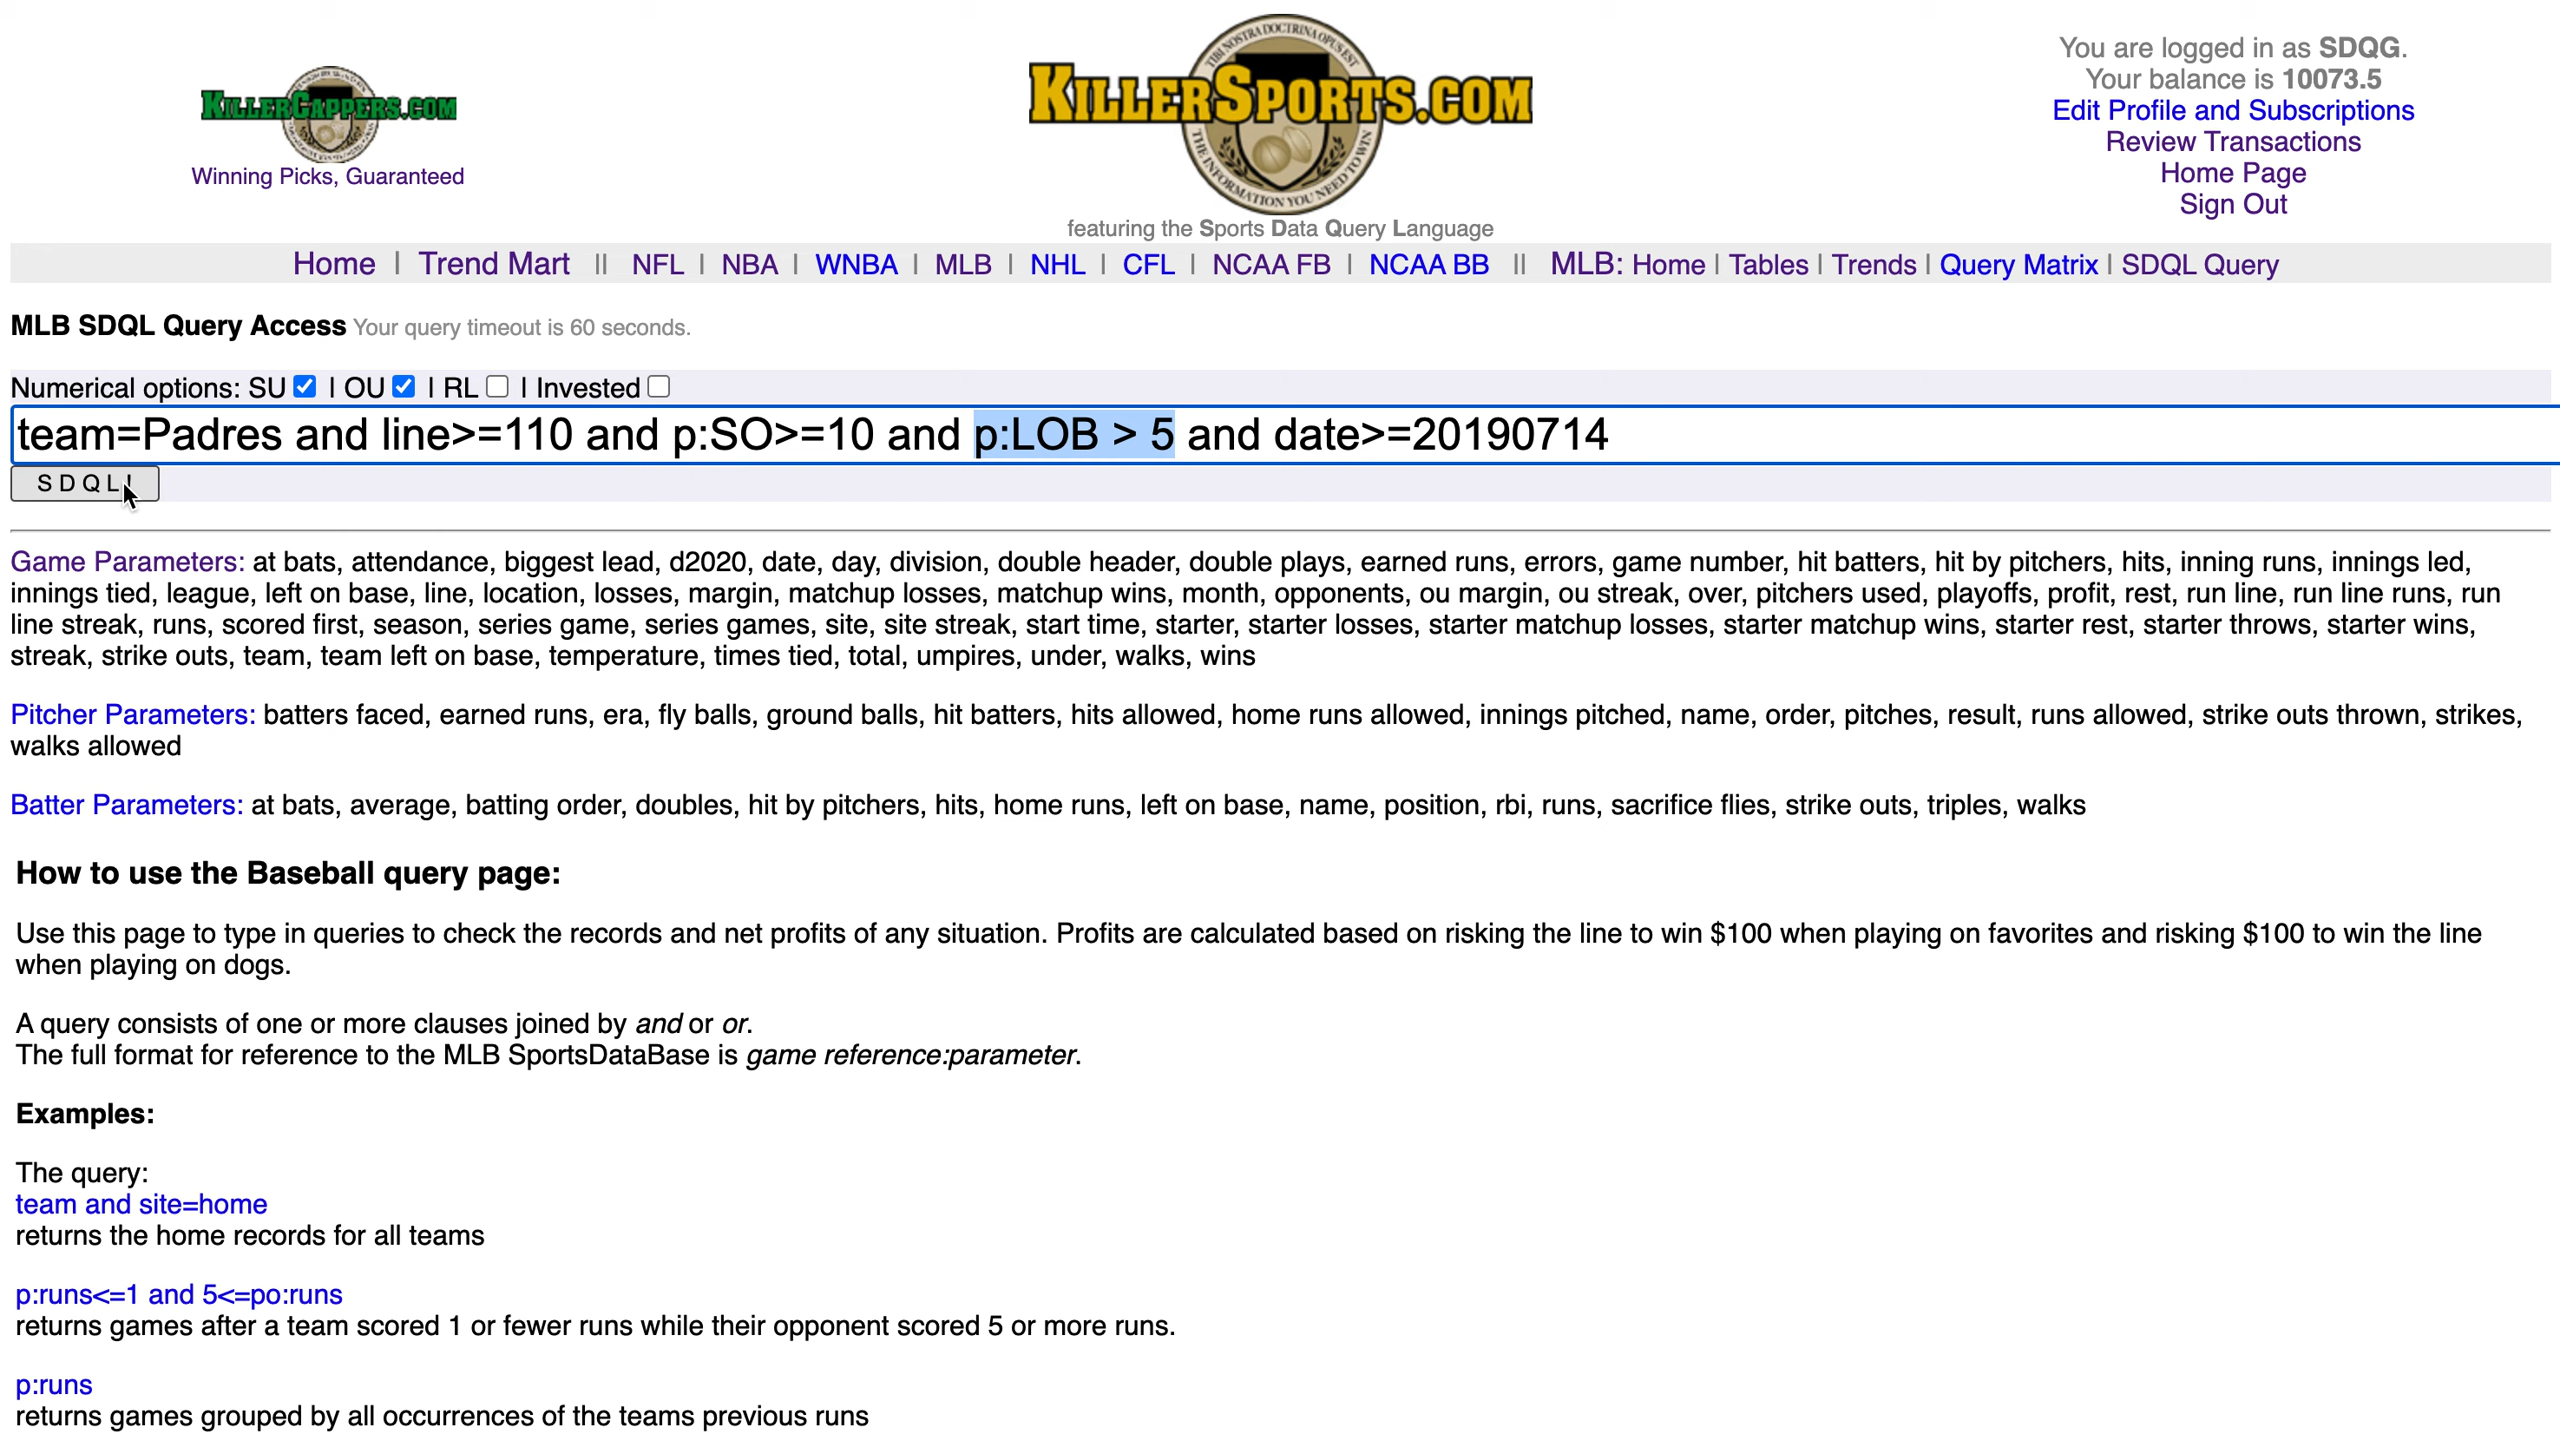 KILLERCAPPERS.COM
Winning Picks, Guaranteed
TIBI NOSTRA DOCTRINA OPUS EST
KILLERSPORTS.COM
THE INFORMATION YOU NEED TO WIN
featuring the Sports Data Query Language
You are logged in as SDQG.
Your balance is 10073.5
Edit Profile and Subscriptions
Review Transactions
Home Page
Sign Out
Home | Trend Mart || NFL | NBA | WNBA | MLB | NHL | CFL | NCAA FB | NCAA BB || MLB: Home | Tables | Trends | Query Matrix | SDQL Query
MLB SDQL Query Access Your query timeout is 60 seconds.
Numerical options: SU | OU | RL | Invested
team=Padres and line>=110 and p:SO>=10 and p:LOB > 5 and date>=20190714
S D Q L !
Game Parameters: at bats, attendance, biggest lead, d2020, date, day, division, double header, double plays, earned runs, errors, game number, hit batters, hit by pitchers, hits, inning runs, innings led,
innings tied, league, left on base, line, location, losses, margin, matchup losses, matchup wins, month, opponents, ou margin, ou streak, over, pitchers used, playoffs, profit, rest, run line, run line runs, run
line streak, runs, scored first, season, series game, series games, site, site streak, start time, starter, starter losses, starter matchup losses, starter matchup wins, starter rest, starter throws, starter wins,
streak, strike outs, team, team left on base, temperature, times tied, total, umpires, under, walks, wins
Pitcher Parameters: batters faced, earned runs, era, fly balls, ground balls, hit batters, hits allowed, home runs allowed, innings pitched, name, order, pitches, result, runs allowed, strike outs thrown, strikes,
walks allowed
Batter Parameters: at bats, average, batting order, doubles, hit by pitchers, hits, home runs, left on base, name, position, rbi, runs, sacrifice flies, strike outs, triples, walks
How to use the Baseball query page:
Use this page to type in queries to check the records and net profits of any situation. Profits are calculated based on risking the line to win $100 when playing on favorites and risking $100 to win the line
when playing on dogs.
A query consists of one or more clauses joined by and or or.
The full format for reference to the MLB SportsDataBase is game reference:parameter.
Examples:
The query:
team and site=home
returns the home records for all teams
p:runs<=1 and 5<=po:runs
returns games after a team scored 1 or fewer runs while their opponent scored 5 or more runs.
p:runs
returns games grouped by all occurrences of the teams previous runs